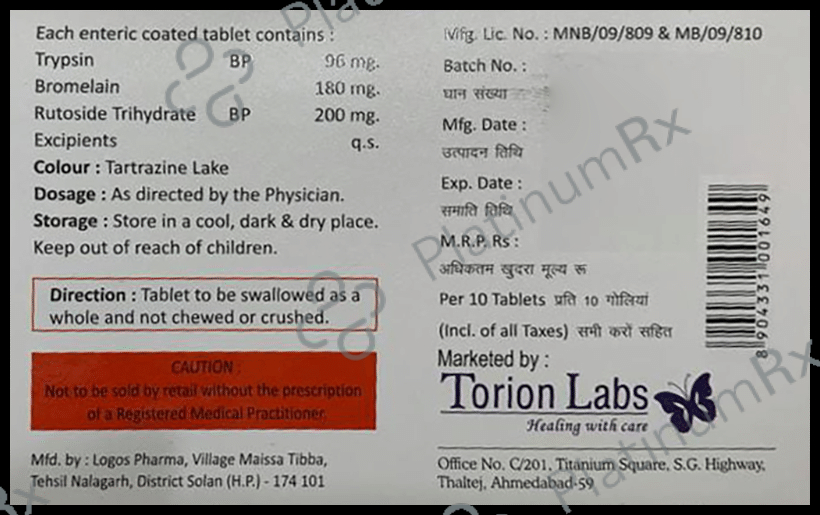 Each enteric coated tablet contains :
Trypsin BP 96 mg.
Bromelain 180 mg.
Rutoside Trihydrate BP 200 mg.
Excipients q.s.
Colour : Tartrazine Lake
Dosage : As directed by the Physician.
Storage : Store in a cool, dark & dry place.
Keep out of reach of children.
Direction : Tablet to be swallowed as a
whole and not chewed or crushed.
CAUTION :
Not to be sold by retail without the prescription
of a Registered Medical Practitioner.
Mfd. by : Logos Pharma, Village Maissa Tibba,
Tehsil Nalagarh, District Solan (H.P.) - 174 101
Mfg. Lic. No. : MNB/09/809 & MB/09/810
Batch No. :
घान संख्या
Mfg. Date :
उत्पादन तिथि
Exp. Date :
समाति तिथि
M.R.P. Rs :
अधिकतम खुदरा मूल्य रू
Per 10 Tablets प्रति 10 गोलियां
(Incl. of all Taxes) सभी करों सहित
Marketed by :
Torion Labs
Healing with care
Office No. C/201, Titanium Square, S.G. Highway,
Thaltej, Ahmedabad-59
8904331001649
PlatinumRx
PlatinumRx
PlatinumRx